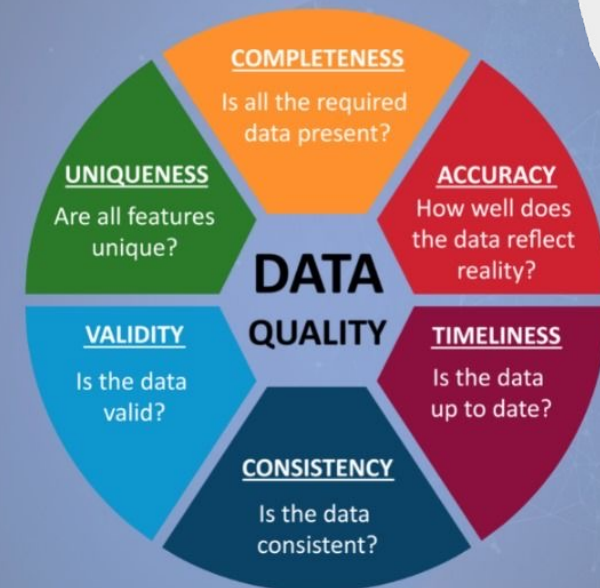 COMPLETENESS
Is all the required
data present?
UNIQUENESS
Are all features
unique?
ACCURACY
How well does
the data reflect
reality?
DATA
QUALITY
VALIDITY
Is the data
valid?
TIMELINESS
Is the data
up to date?
CONSISTENCY
Is the data
consistent?